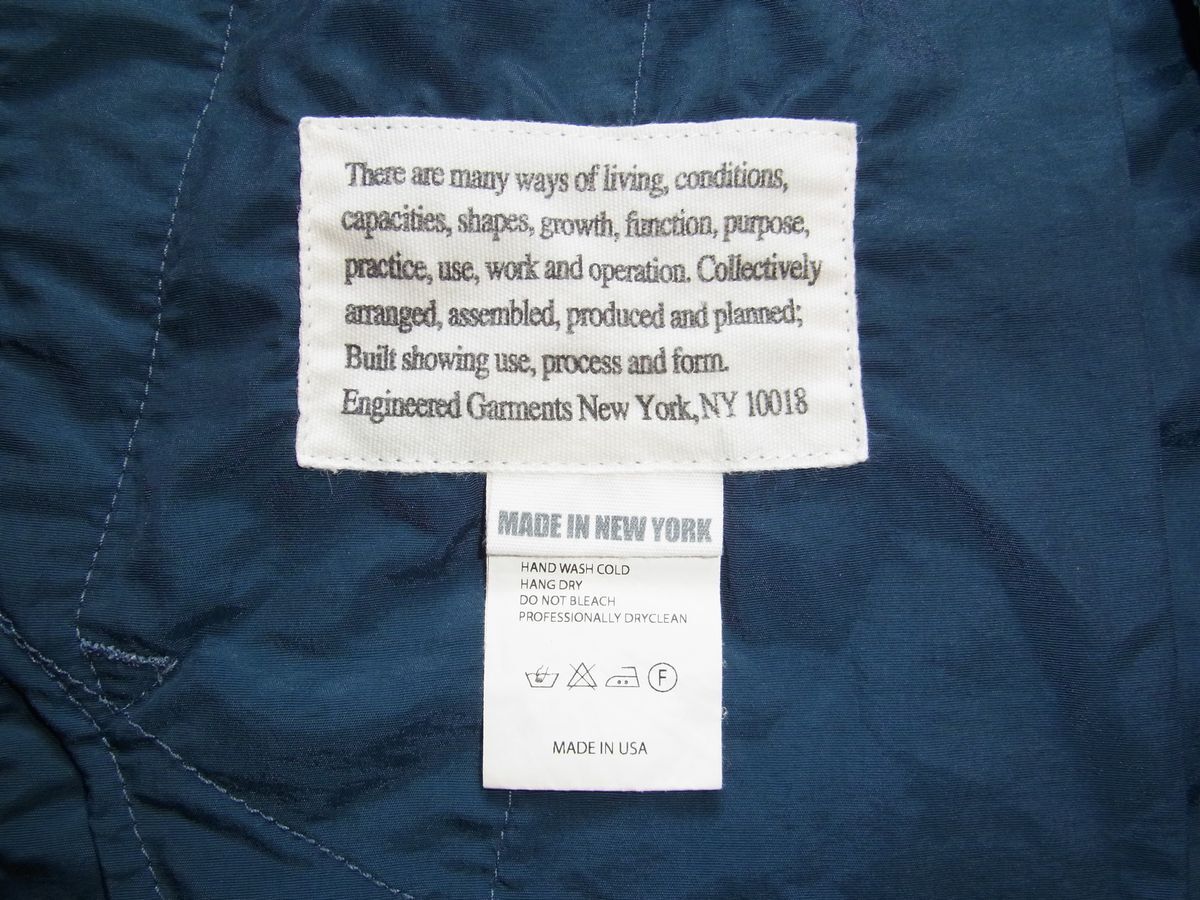 There are many ways of living, conditions,
capacities, shapes, growth, function, purpose,
practice, use, work and operation. Collectively
arranged, assembled, produced and planned;
Built showing use, process and form.
Engineered Garments New York, NY 10018
MADE IN NEW YORK
HAND WASH COLD
HANG DRY
DO NOT BLEACH
PROFESSIONALLY DRYCLEAN
F
MADE IN USA